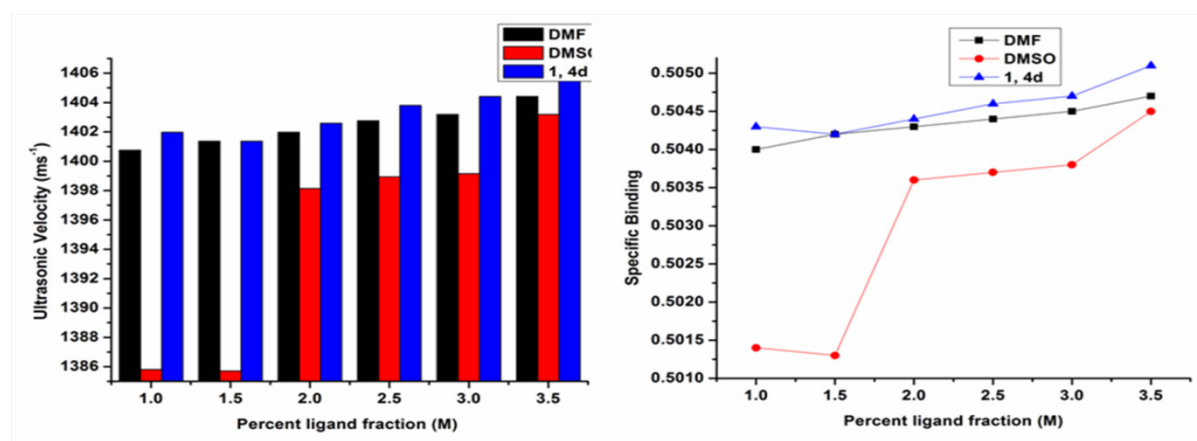 DMF
DMSO
1, 4d
1406
1404
1402
1400
1398
1396
1394
1392
1390
1388
1386
Ultrasonic Velocity (ms⁻¹)
1.0 1.5 2.0 2.5 3.0 3.5
Percent ligand fraction (M)
DMF
DMSO
1, 4d
0.5050
0.5045
0.5040
0.5035
0.5030
0.5025
0.5020
0.5015
0.5010
Specific Binding
1.0 1.5 2.0 2.5 3.0 3.5
Percent ligand fraction (M)